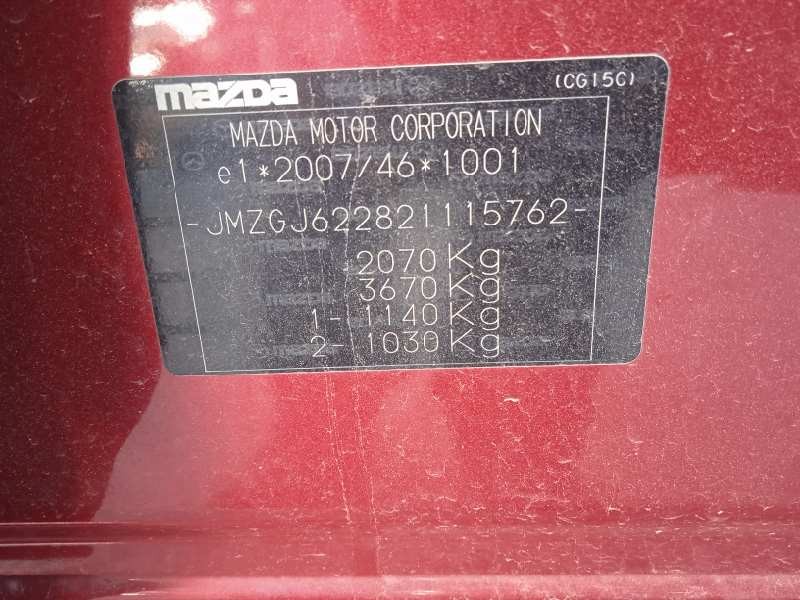 mazda (CG15C)
MAZDA MOTOR CORPORATION
e1*2007/46*1001
-JMZGJ622821115762-
2070 Kg
3670 Kg
1- 1140 Kg
2- 1030 Kg